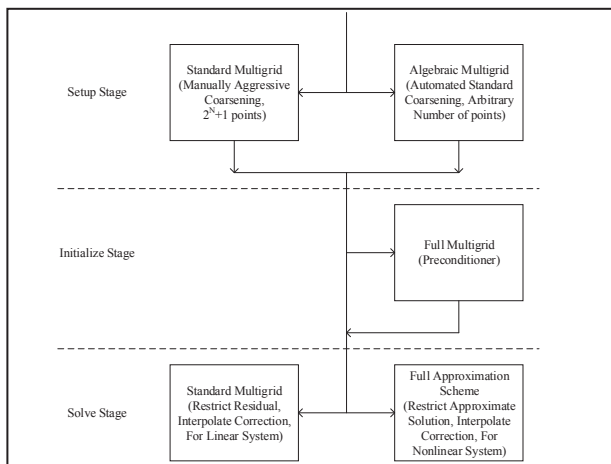 Setup Stage
Standard Multigrid
(Manually Aggressive
Coarsening,
2^N+1 points)
Algebraic Multigrid
(Automated Standard
Coarsening, Arbitrary
Number of points)
Initialize Stage
Full Multigrid
(Preconditioner)
Solve Stage
Standard Multigrid
(Restrict Residual,
Interpolate Correction,
For Linear System)
Full Approximation
Scheme
(Restrict Approximate
Solution, Interpolate
Correction, For
Nonlinear System)